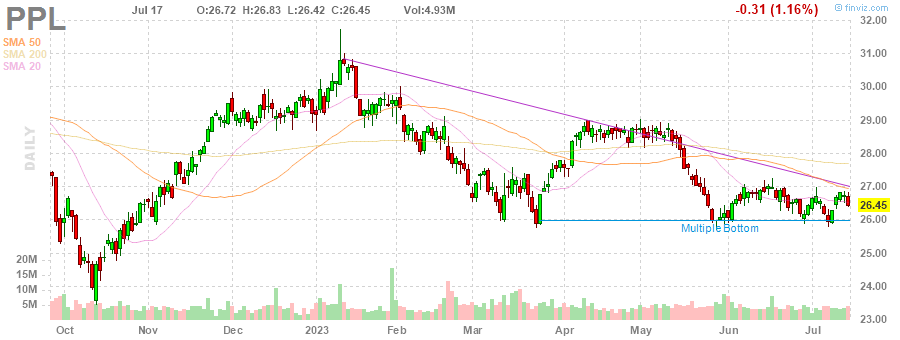 PPL Jul 17 O:26.72 H:26.83 L:26.42 C:26.45 Vol:4.93M -0.31 (1.16%) © finviz.com
SMA 50
SMA 200
SMA 20
DAILY
32.00
31.00
30.00
29.00
28.00
27.00
26.45
26.00
25.00
24.00
23.00
20M
15M
10M
5M
Multiple Bottom
Oct Nov Dec 2023 Feb Mar Apr May Jun Jul